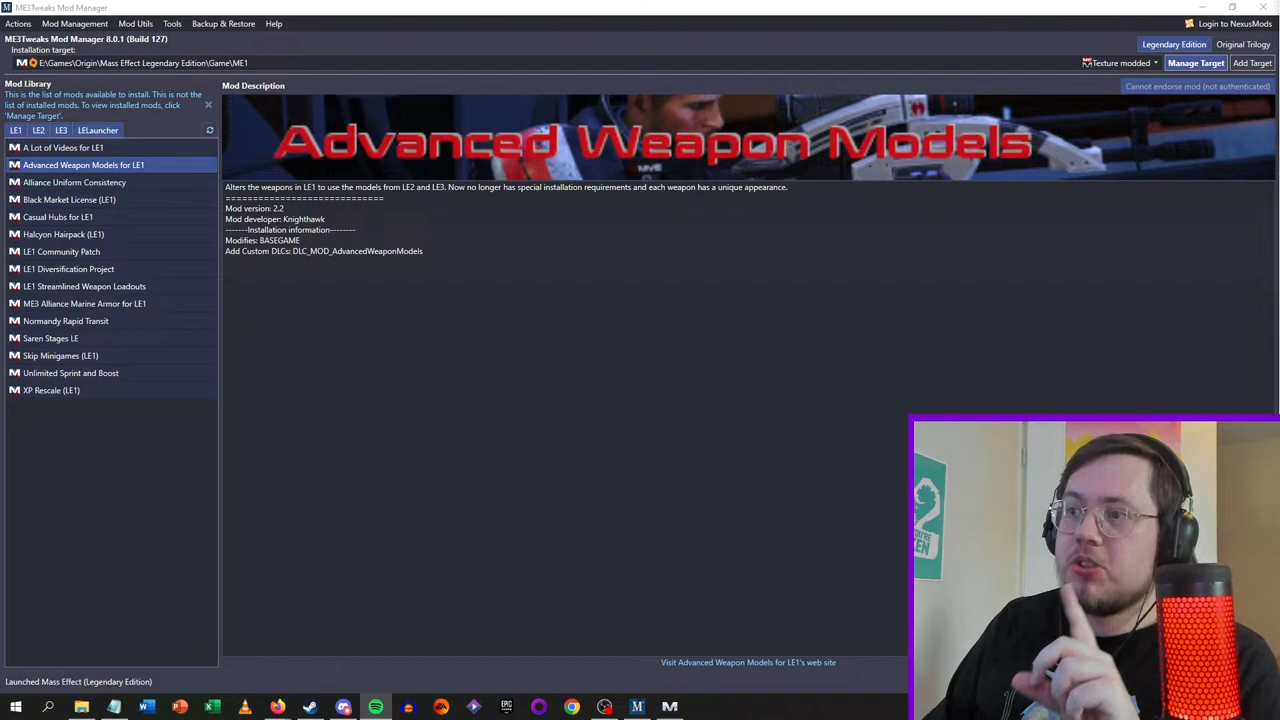 ME3Tweaks Mod Manager
Actions Mod Management Mod Utils Tools Backup & Restore Help
Login to NexusMods
ME3Tweaks Mod Manager 8.0.1 (Build 127)
Legendary Edition Original Trilogy
Installation target:
E:\Games\Origin\Mass Effect Legendary Edition\Game\ME1
Texture modded Manage Target Add Target
Mod Library
This is the list of mods available to install. This is not the
list of installed mods. To view installed mods, click
'Manage Target'.
LE1 LE2 LE3 LELauncher
A Lot of Videos for LE1
Advanced Weapon Models for LE1
Alliance Uniform Consistency
Black Market License (LE1)
Casual Hubs for LE1
Halcyon Hairpack (LE1)
LE1 Community Patch
LE1 Diversification Project
LE1 Streamlined Weapon Loadouts
ME3 Alliance Marine Armor for LE1
Normandy Rapid Transit
Saren Stages LE
Skip Minigames (LE1)
Unlimited Sprint and Boost
XP Rescale (LE1)
Mod Description
Cannot endorse mod (not authenticated)
Advanced Weapon Models
Alters the weapons in LE1 to use the models from LE2 and LE3. Now no longer has special installation requirements and each weapon has a unique appearance.
=============================
Mod version: 2.2
Mod developer: Knighthawk
-------Installation information--------
Modifies: BASEGAME
Add Custom DLCs: DLC_MOD_AdvancedWeaponModels
Visit Advanced Weapon Models for LE1's web site
Launched Mass Effect (Legendary Edition)